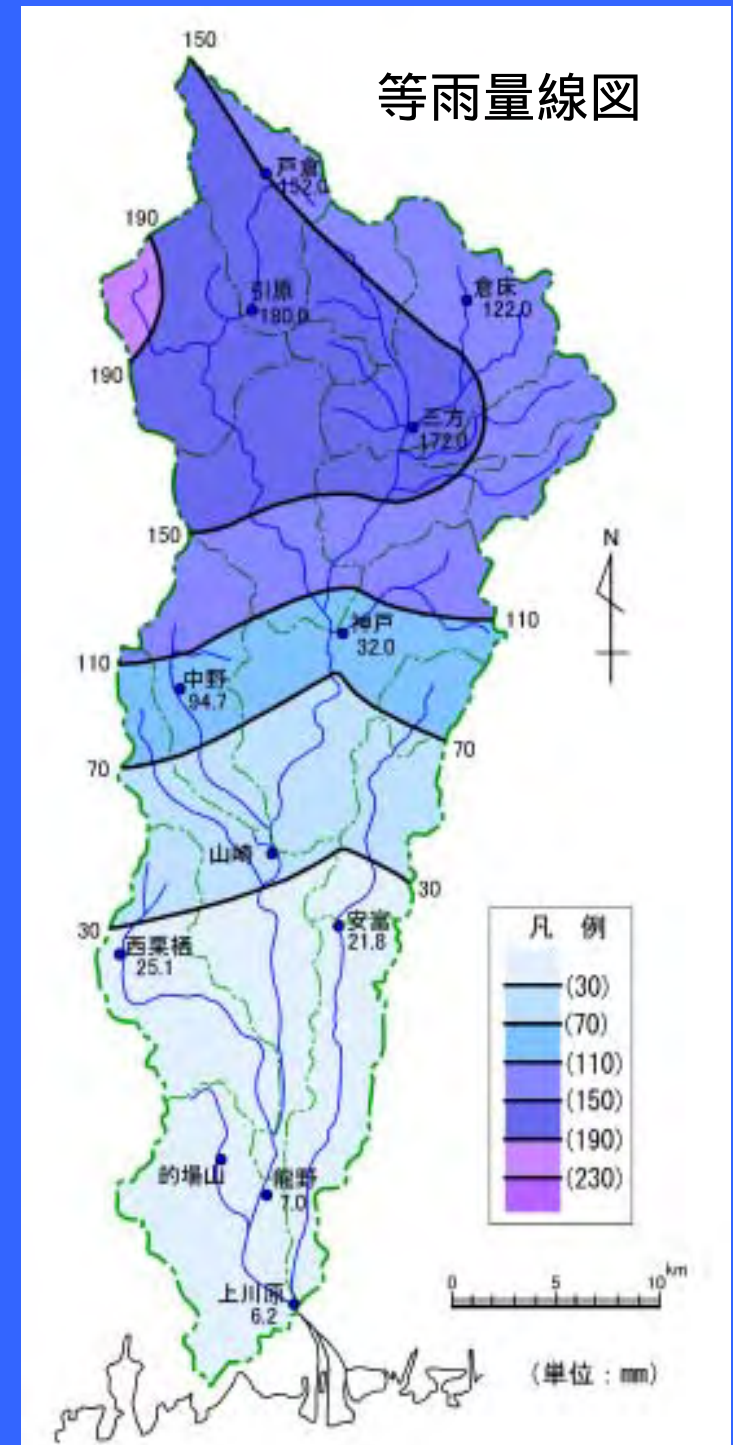 等雨量線図
150
戸倉
152.0
190
引原
180.0
倉床
122.0
190
三方
172.0
150
N
神戸
32.0
110
110
中野
94.7
70
70
山崎
30
30
安富
21.8
西栗栖
25.1
凡 例
(30)
(70)
(110)
(150)
(190)
(230)
的場山
龍野
7.0
上川原
6.2
0 5 10 km
(単位:㎜)